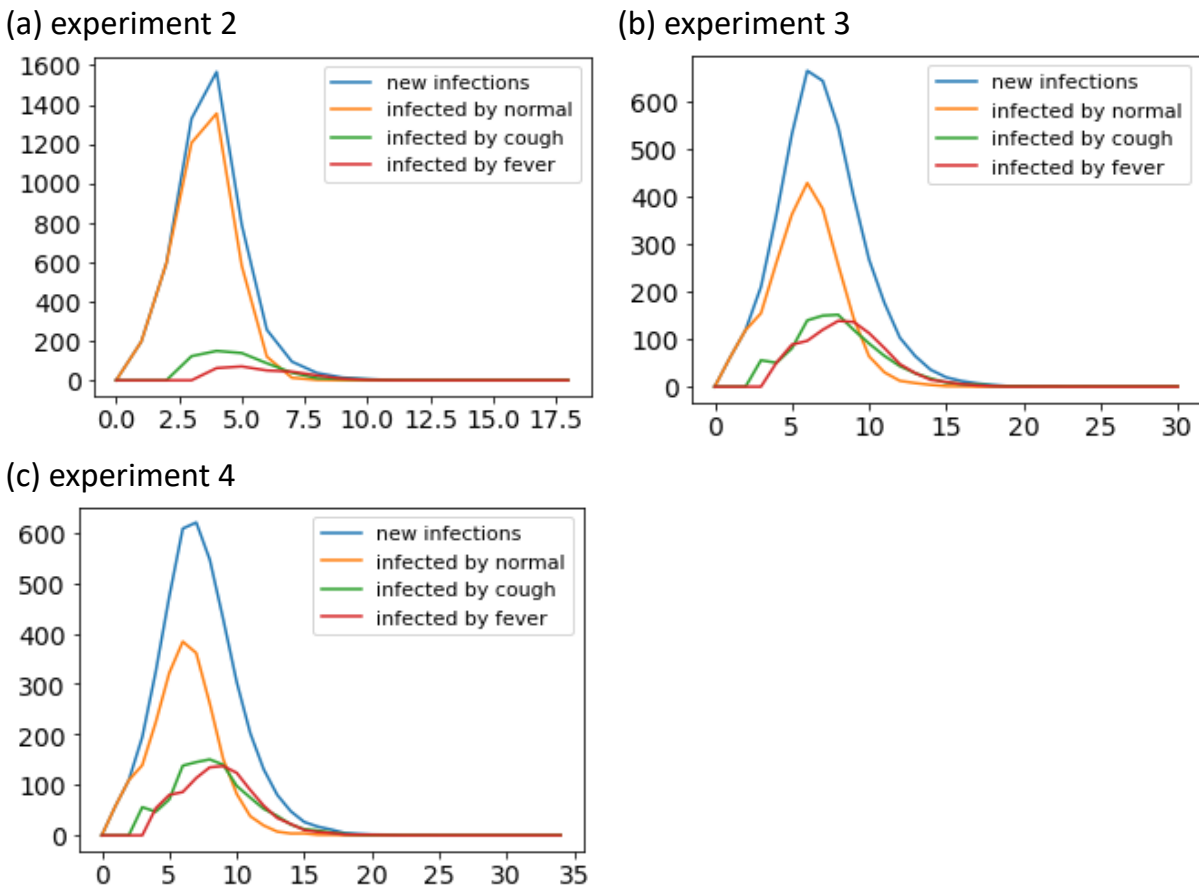 (a) experiment 2
1600
1400
1200
1000
800
600
400
200
0
new infections
infected by normal
infected by cough
infected by fever
0.0 2.5 5.0 7.5 10.0 12.5 15.0 17.5
(b) experiment 3
600
500
400
300
200
100
0
new infections
infected by normal
infected by cough
infected by fever
0 5 10 15 20 25 30
(c) experiment 4
600
500
400
300
200
100
0
new infections
infected by normal
infected by cough
infected by fever
0 5 10 15 20 25 30 35